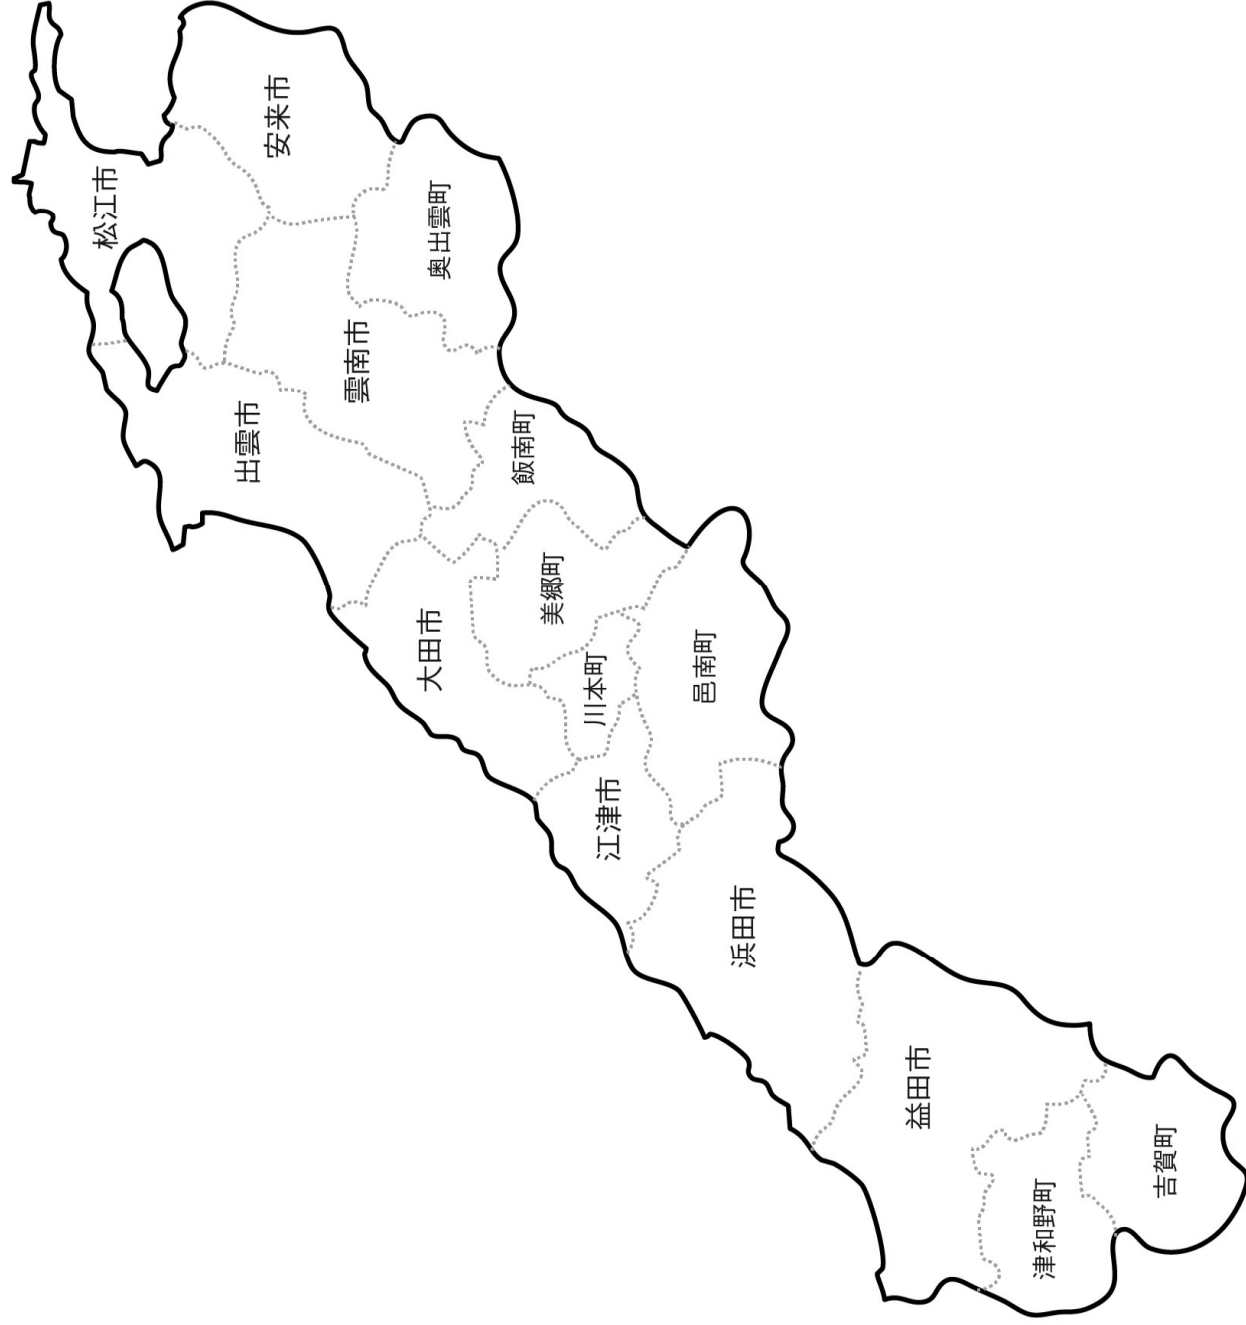 松江市
安来市
奥出雲町
雲南市
出雲市
飯南町
大田市
美郷町
川本町
邑南町
江津市
浜田市
益田市
津和野町
吉賀町